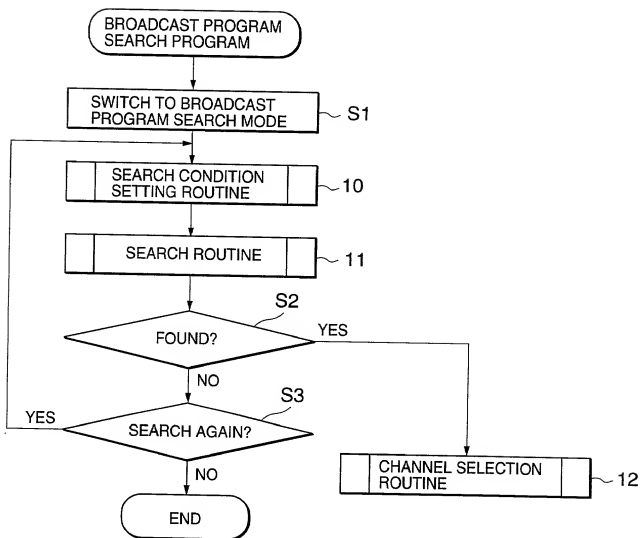 BROADCAST PROGRAM
SEARCH PROGRAM
SWITCH TO BROADCAST
PROGRAM SEARCH MODE
S1
SEARCH CONDITION
SETTING ROUTINE
10
SEARCH ROUTINE
11
S2
FOUND?
YES
NO
S3
YES
SEARCH AGAIN?
NO
CHANNEL SELECTION
ROUTINE
12
END